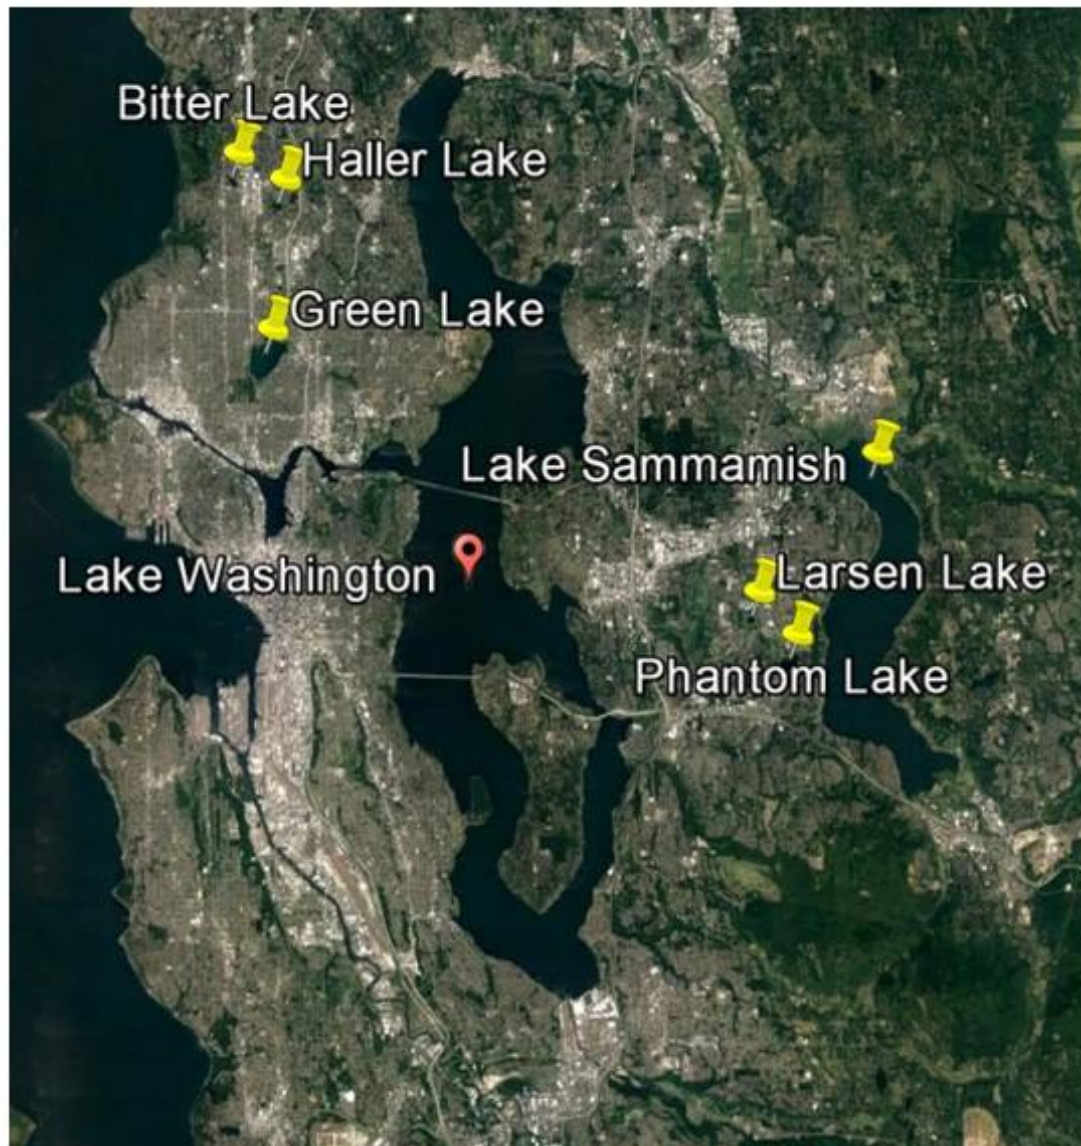 Bitter Lake
Haller Lake
Green Lake
Lake Sammamish
Lake Washington
Larsen Lake
Phantom Lake